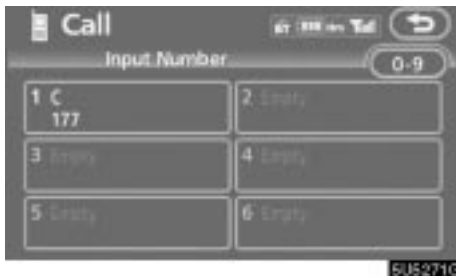 Call
Input Number
0-9
1 C
177
2 Empty
3 Empty
4 Empty
5 Empty
6 Empty
5U5271G